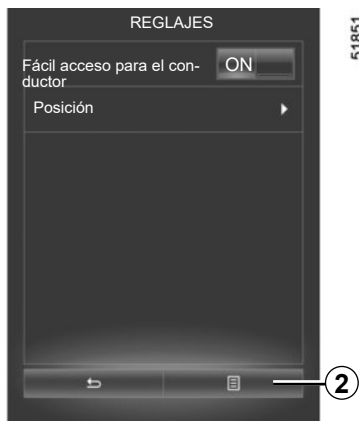 REGLAJES
Fácil acceso para el con-
ductor
ON
Posición
2
51851